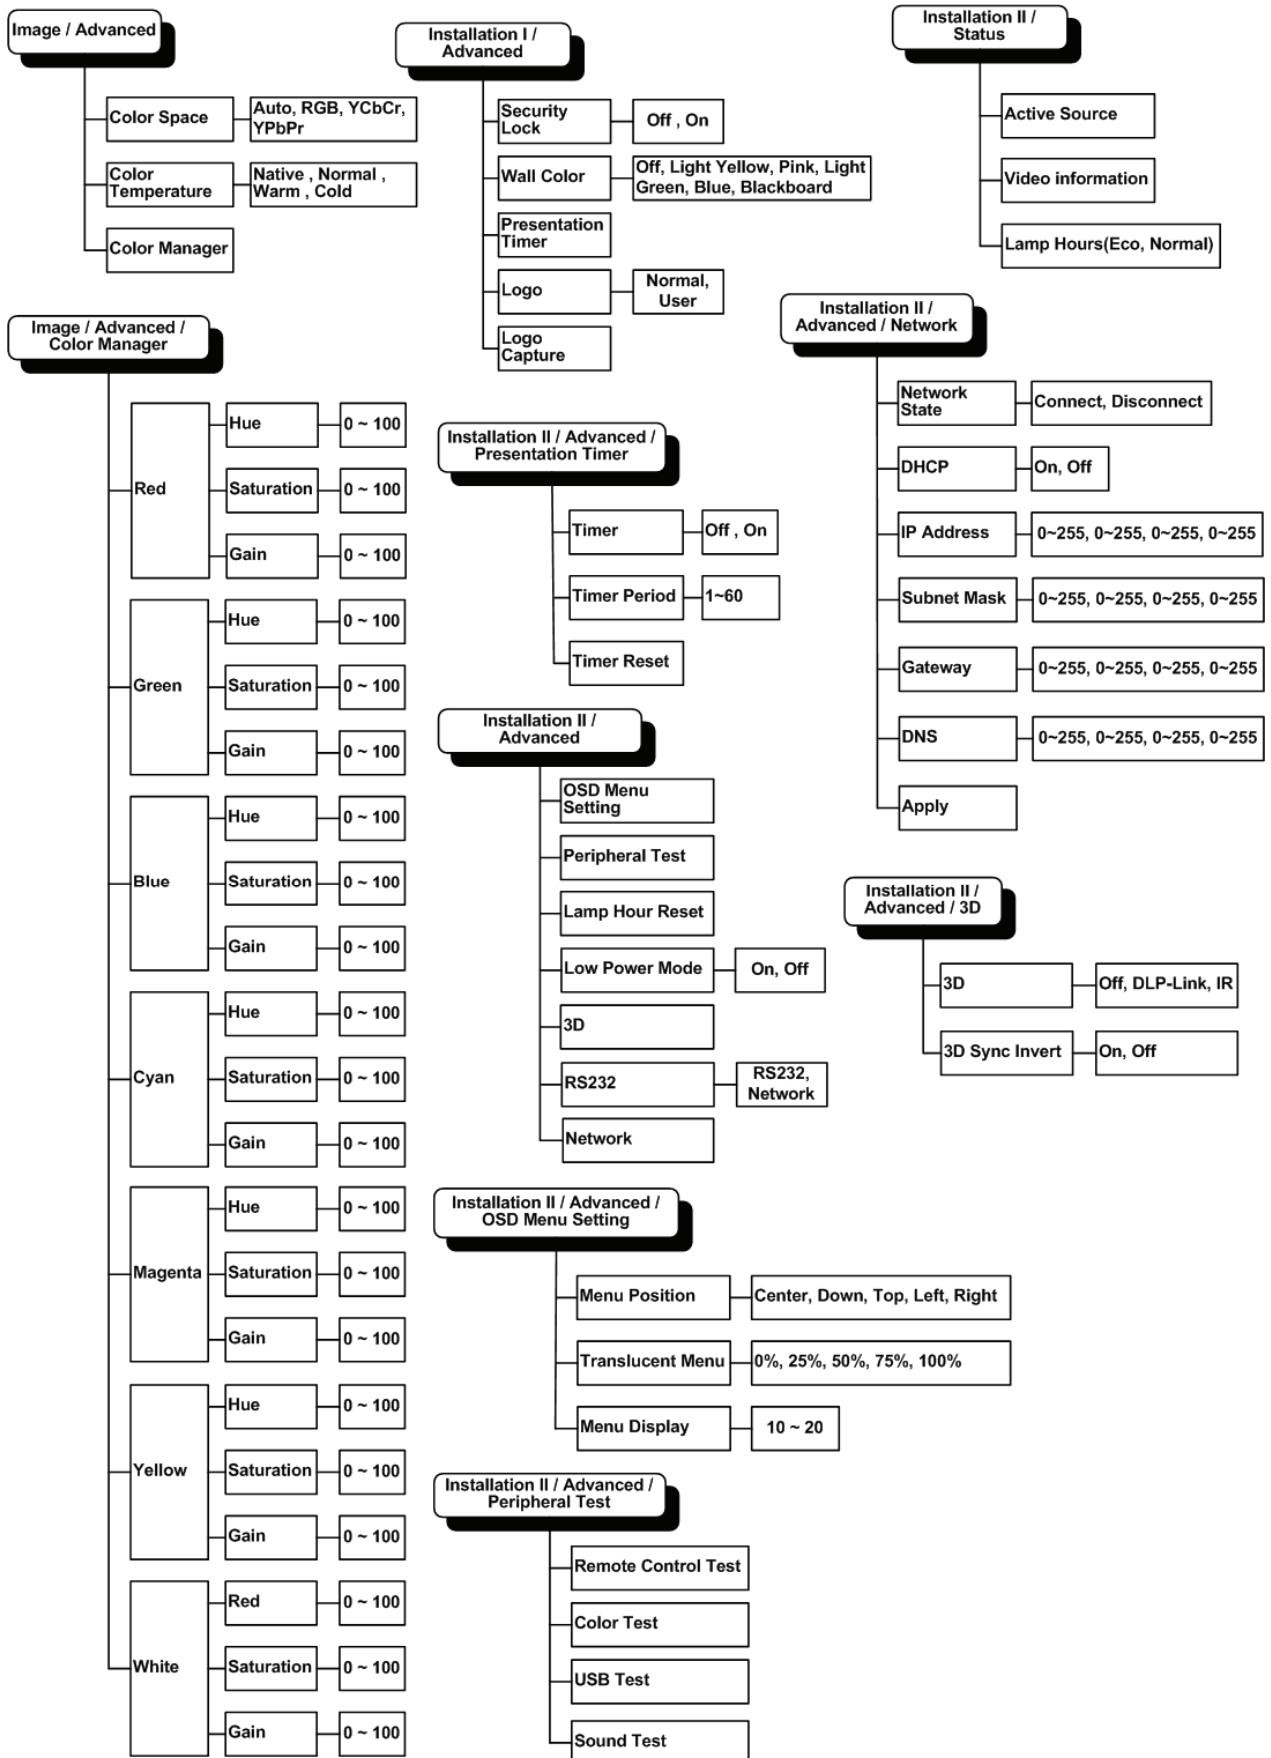 Image / Advanced
Color Space
Auto, RGB, YCbCr,
YPbPr
Color
Temperature
Native , Normal ,
Warm , Cold
Color Manager
Image / Advanced /
Color Manager
Red
Hue
0 ~ 100
Saturation
0 ~ 100
Gain
0 ~ 100
Green
Hue
0 ~ 100
Saturation
0 ~ 100
Gain
0 ~ 100
Blue
Hue
0 ~ 100
Saturation
0 ~ 100
Gain
0 ~ 100
Cyan
Hue
0 ~ 100
Saturation
0 ~ 100
Gain
0 ~ 100
Magenta
Hue
0 ~ 100
Saturation
0 ~ 100
Gain
0 ~ 100
Yellow
Hue
0 ~ 100
Saturation
0 ~ 100
Gain
0 ~ 100
White
Red
0 ~ 100
Saturation
0 ~ 100
Gain
0 ~ 100
Installation I /
Advanced
Security
Lock
Off , On
Wall Color
Off, Light Yellow, Pink, Light
Green, Blue, Blackboard
Presentation
Timer
Logo
Normal,
User
Logo
Capture
Installation II / Advanced /
Presentation Timer
Timer
Off , On
Timer Period
1~60
Timer Reset
Installation II /
Advanced
OSD Menu
Setting
Peripheral Test
Lamp Hour Reset
Low Power Mode
On, Off
3D
RS232
RS232,
Network
Network
Installation II / Advanced /
OSD Menu Setting
Menu Position
Center, Down, Top, Left, Right
Translucent Menu
0%, 25%, 50%, 75%, 100%
Menu Display
10 ~ 20
Installation II / Advanced /
Peripheral Test
Remote Control Test
Color Test
USB Test
Sound Test
Installation II /
Status
Active Source
Video information
Lamp Hours(Eco, Normal)
Installation II /
Advanced / Network
Network
State
Connect, Disconnect
DHCP
On, Off
IP Address
0~255, 0~255, 0~255, 0~255
Subnet Mask
0~255, 0~255, 0~255, 0~255
Gateway
0~255, 0~255, 0~255, 0~255
DNS
0~255, 0~255, 0~255, 0~255
Apply
Installation II /
Advanced / 3D
3D
Off, DLP-Link, IR
3D Sync Invert
On, Off